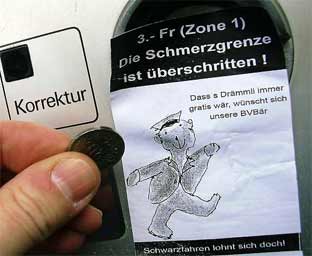 Korrektur
3.- Fr (Zone 1)
Die Schmerzgrenze
ist überschritten !
Dass s Drämmli immer
gratis wär, wünscht sich
unsere BVBär
Schwarzfahren lohnt sich doch!